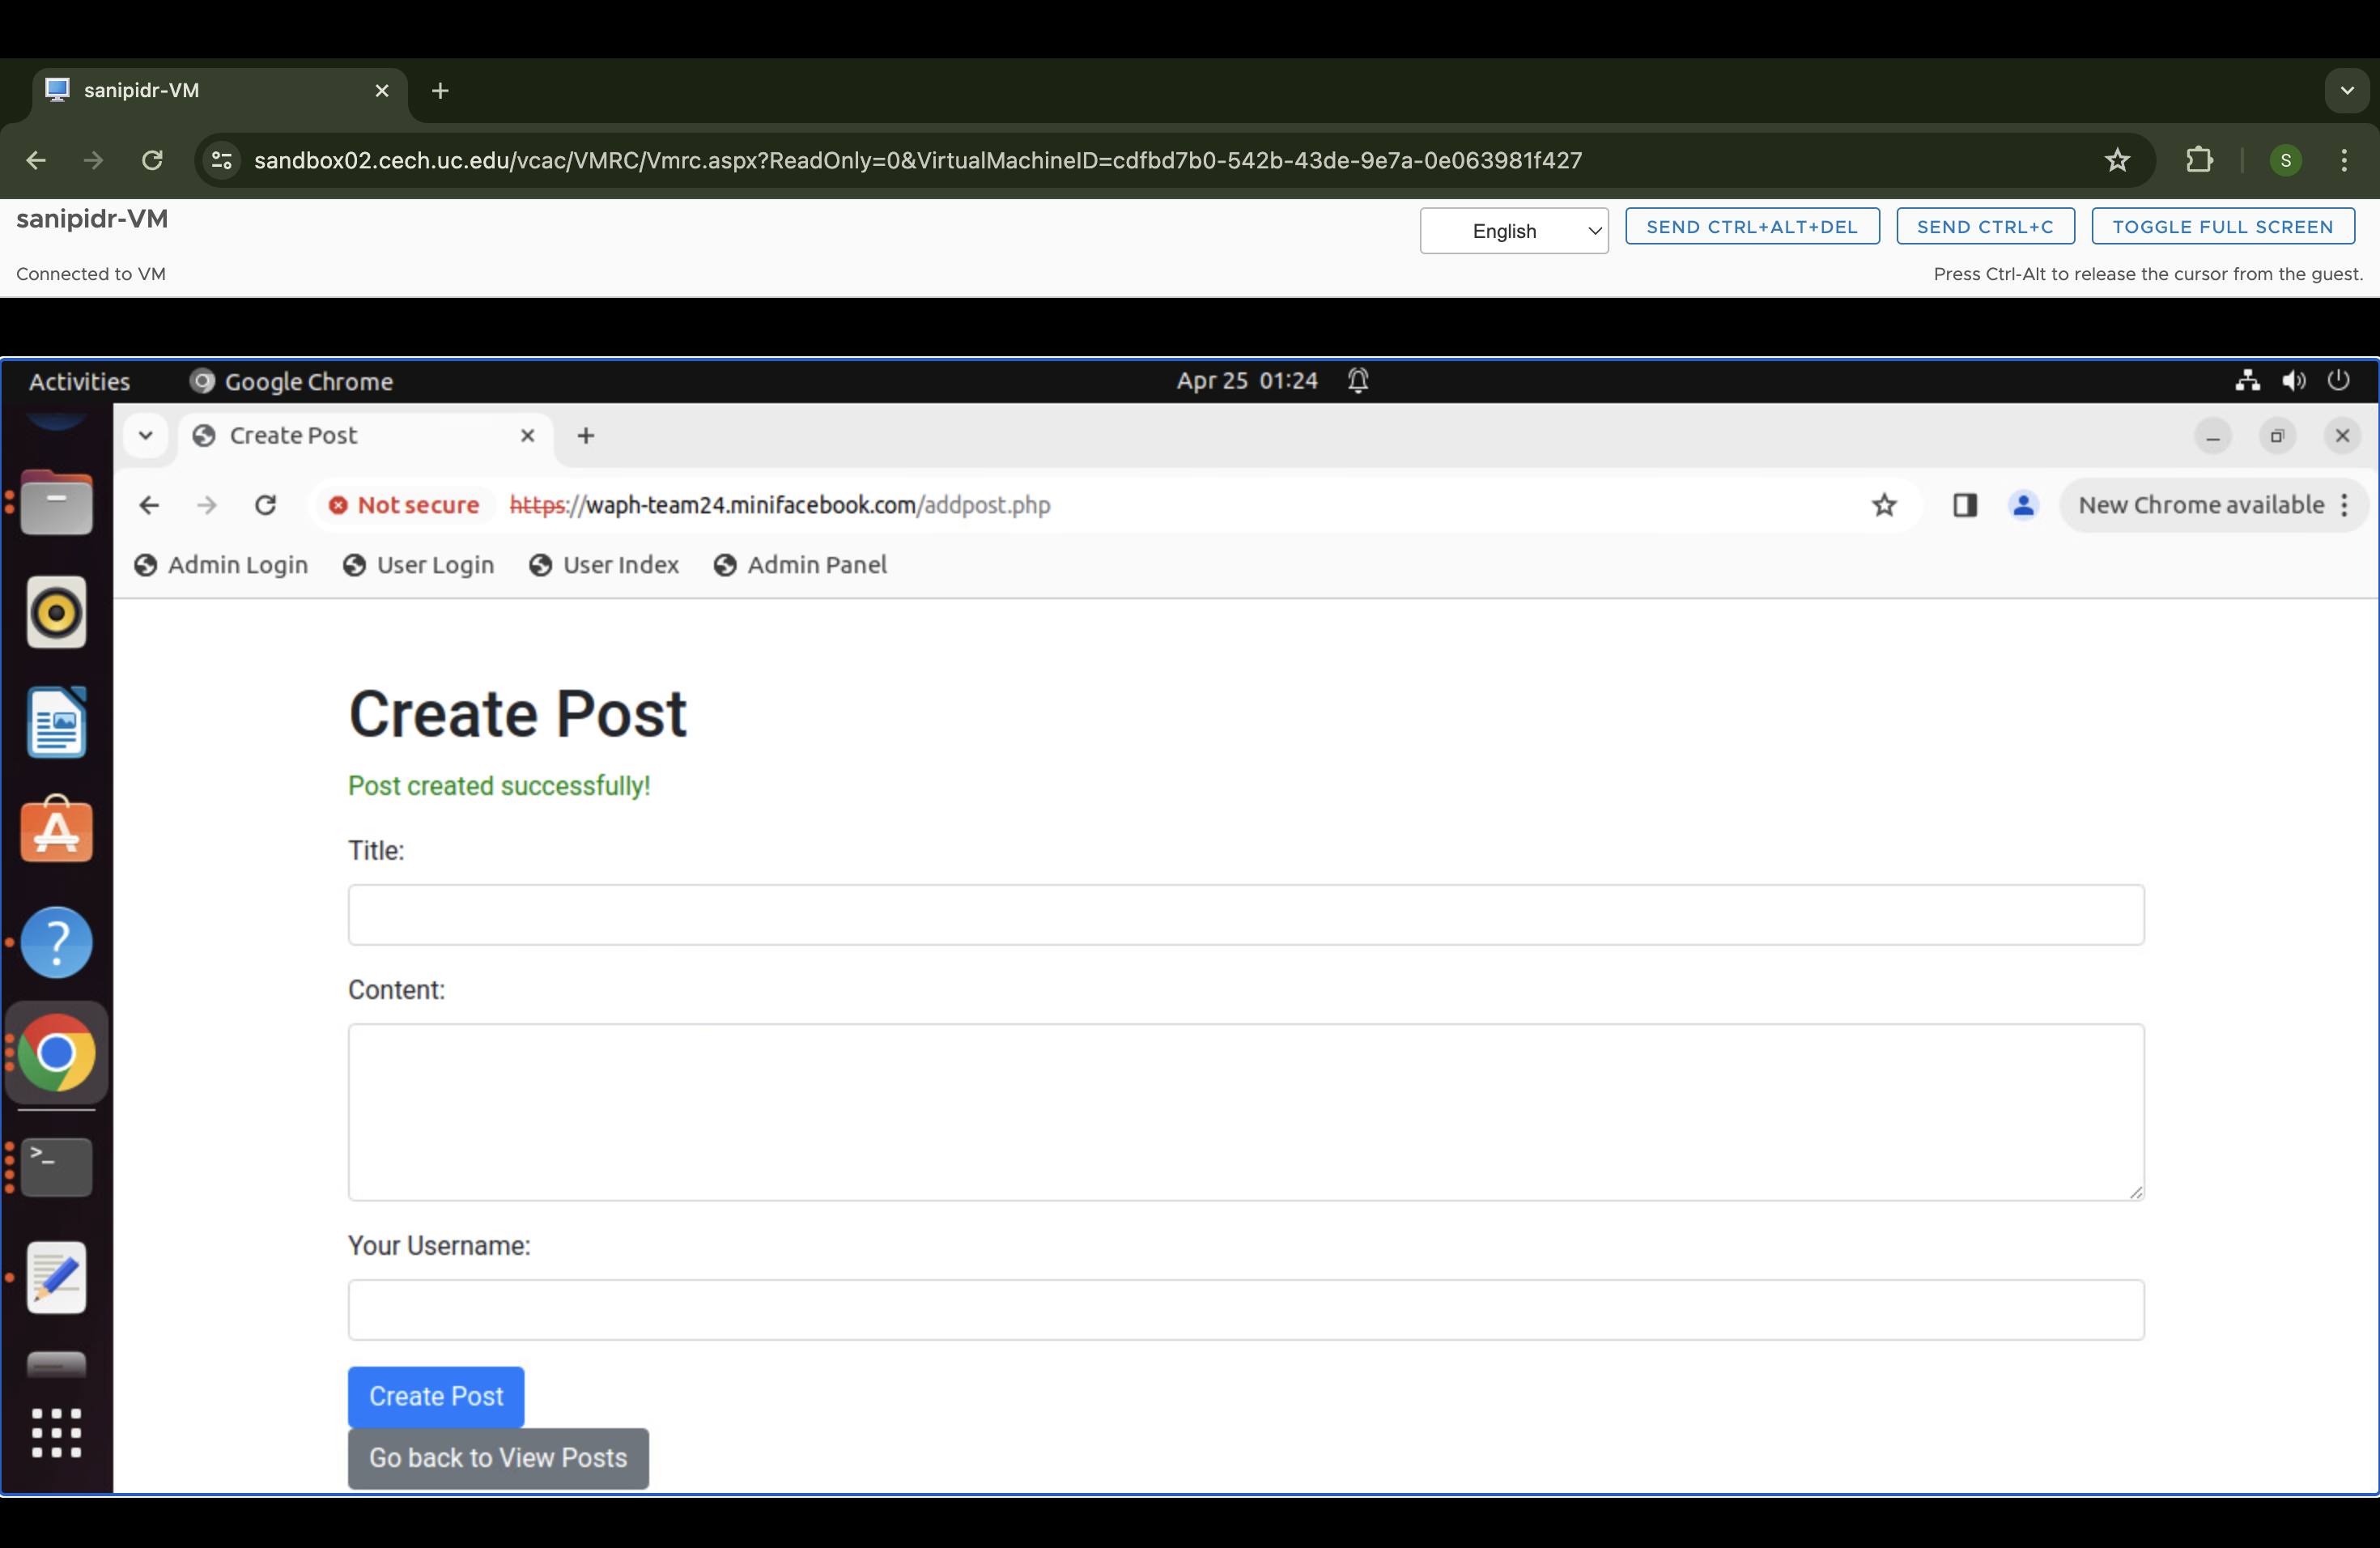 sanipidr-VM
sandbox02.cech.uc.edu/vcac/VMRC/Vmrc.aspx?ReadOnly=0&VirtualMachineID=cdfbd7b0-542b-43de-9e7a-0e063981f427
S
sanipidr-VM
English
SEND CTRL+ALT+DEL
SEND CTRL+C
TOGGLE FULL SCREEN
Connected to VM
Press Ctrl-Alt to release the cursor from the guest.
Activities
Google Chrome
Apr 25 01:24
Create Post
Not secure
https://waph-team24.minifacebook.com/addpost.php
New Chrome available
Admin Login
User Login
User Index
Admin Panel
Create Post
Post created successfully!
Title:
Content:
Your Username:
Create Post
Go back to View Posts